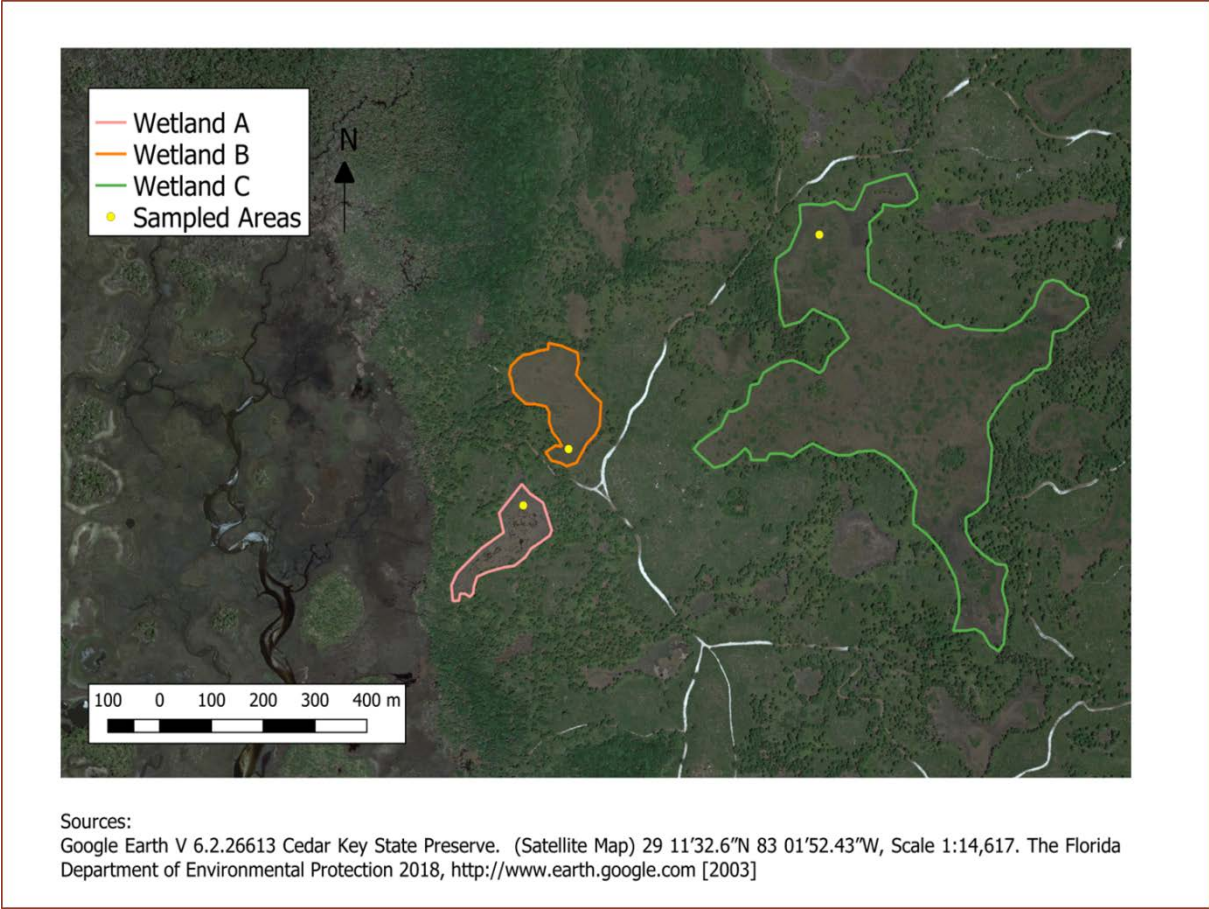 Wetland A
Wetland B
Wetland C
Sampled Areas
N
100 0 100 200 300 400 m
Sources:
Google Earth V 6.2.26613 Cedar Key State Preserve. (Satellite Map) 29 11’32.6”N 83 01’52.43”W, Scale 1:14,617. The Florida
Department of Environmental Protection 2018, http://www.earth.google.com [2003]